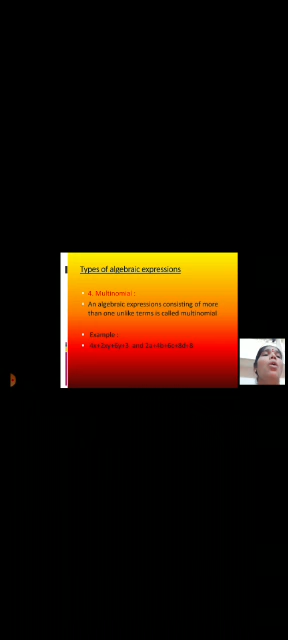 Types of algebraic expressions
4. Multinomial :
An algebraic expressions consisting of more
than one unlike terms is called multinomial
Example :
and